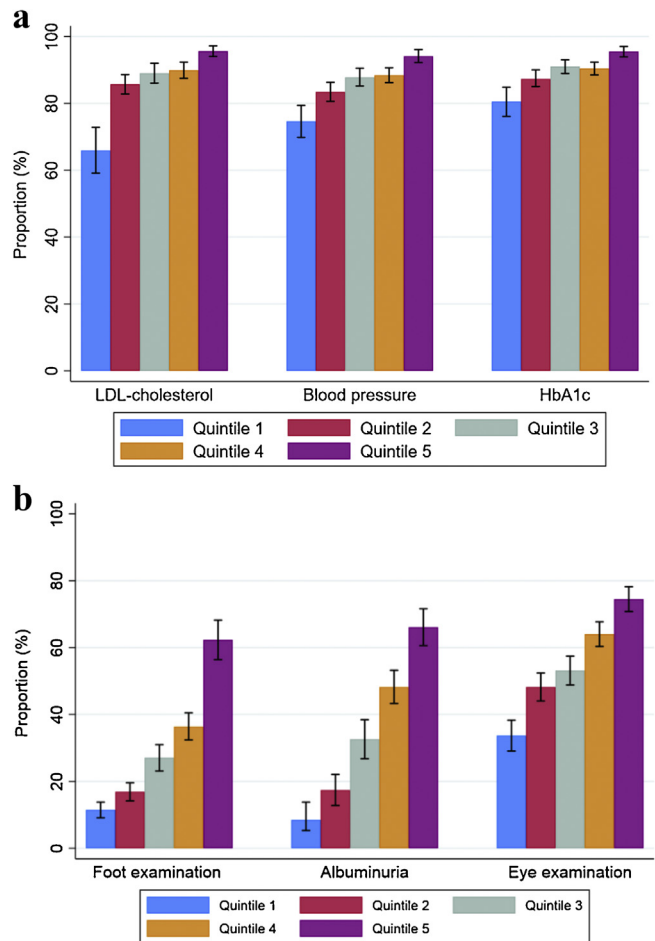 a
Proportion (%)
100
80
60
40
20
0
LDL-cholesterol Blood pressure HbA1c
Quintile 1 Quintile 2 Quintile 3
Quintile 4 Quintile 5
b
Proportion (%)
100
80
60
40
20
0
Foot examination Albuminuria Eye examination
Quintile 1 Quintile 2 Quintile 3
Quintile 4 Quintile 5